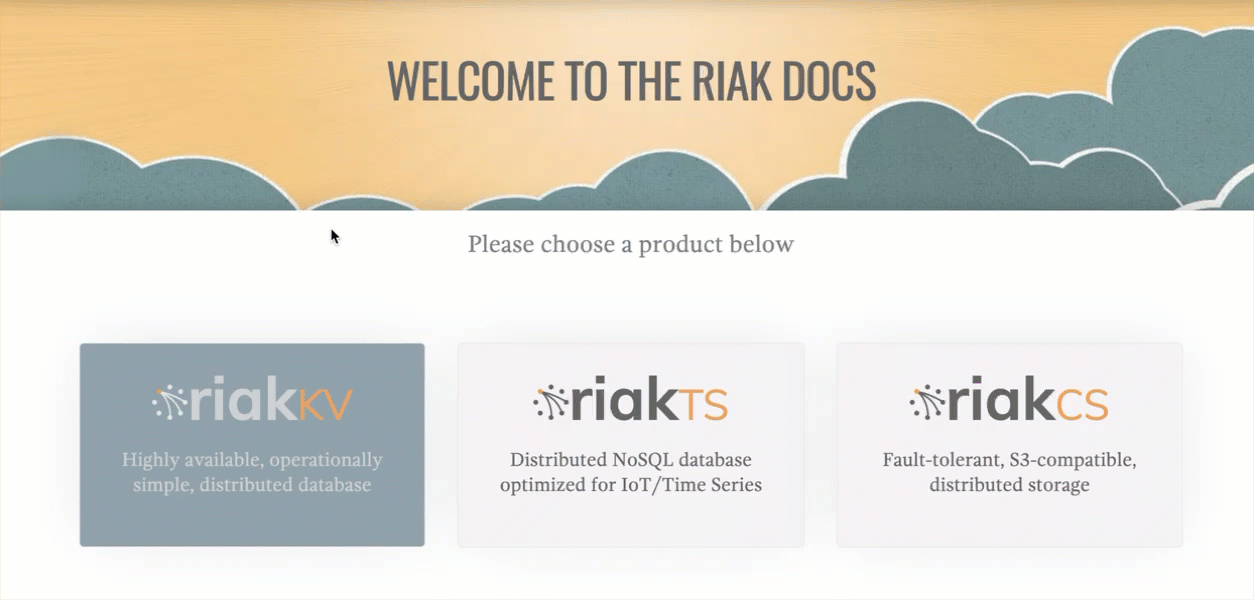 WELCOME TO THE RIAK DOCS
Please choose a product below
riakKV
Highly available, operationally
simple, distributed database
riakTS
Distributed NoSQL database
optimized for IoT/Time Series
riakCS
Fault-tolerant, S3-compatible,
distributed storage